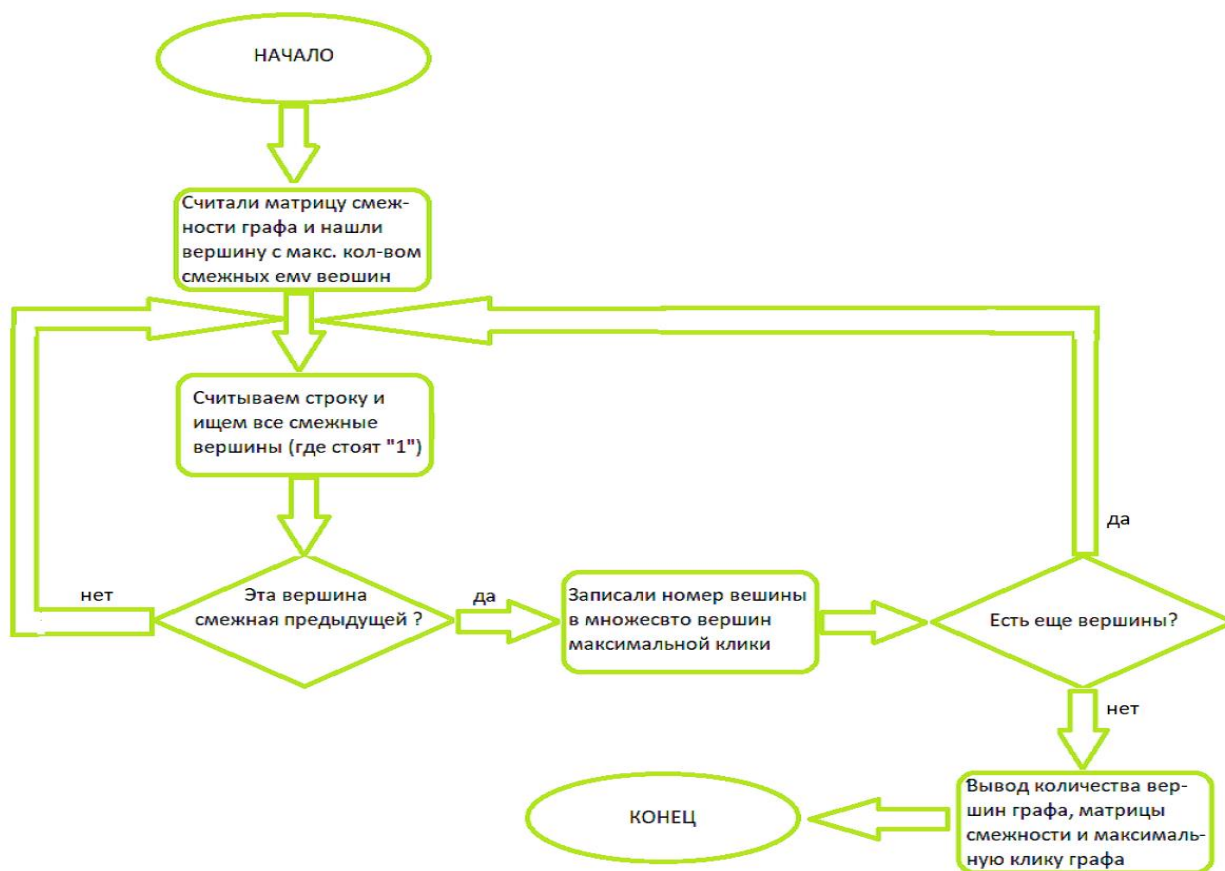 НАЧАЛО
Считали матрицу смеж-
ности графа и нашли
вершину с макс. кол-вом
смежных ему вершин
Считываем строку и
ищем все смежные
вершины (где стоят "1")
да
нет
Эта вершина
смежная предыдущей ?
да
Записали номер вешины
в множесвто вершин
максимальной клики
Есть еще вершины?
нет
Вывод количества вер-
шин графа, матрицы
смежности и максималь-
ную клику графа
КОНЕЦ